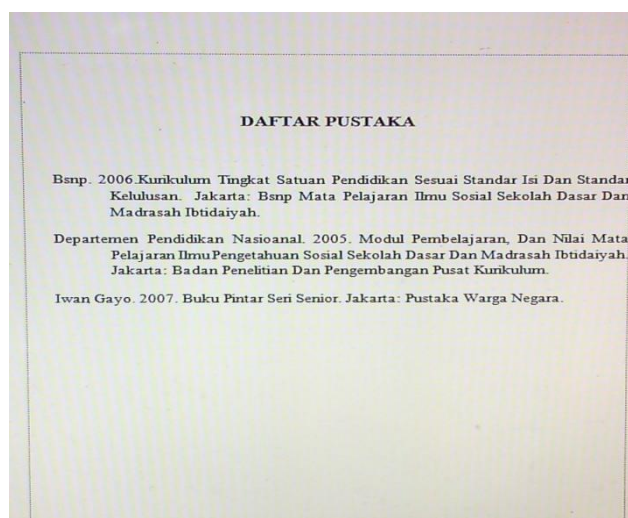 DAFTAR PUSTAKA
Bsnp. 2006.Kurikulum Tingkat Satuan Pendidikan Sesuai Standar Isi Dan Standar
Kelulusan. Jakarta: Bsnp Mata Pelajaran Ilmu Sosial Sekolah Dasar Dan
Madrasah Ibtidaiyah.
Departemen Pendidikan Nasioanal. 2005. Modul Pembelajaran, Dan Nilai Mata
Pelajaran Ilmu Pengetahuan Sosial Sekolah Dasar Dan Madrasah Ibtidaiyah.
Jakarta: Badan Penelitian Dan Pengembangan Pusat Kurikulum.
Iwan Gayo. 2007. Buku Pintar Seri Senior. Jakarta: Pustaka Warga Negara.